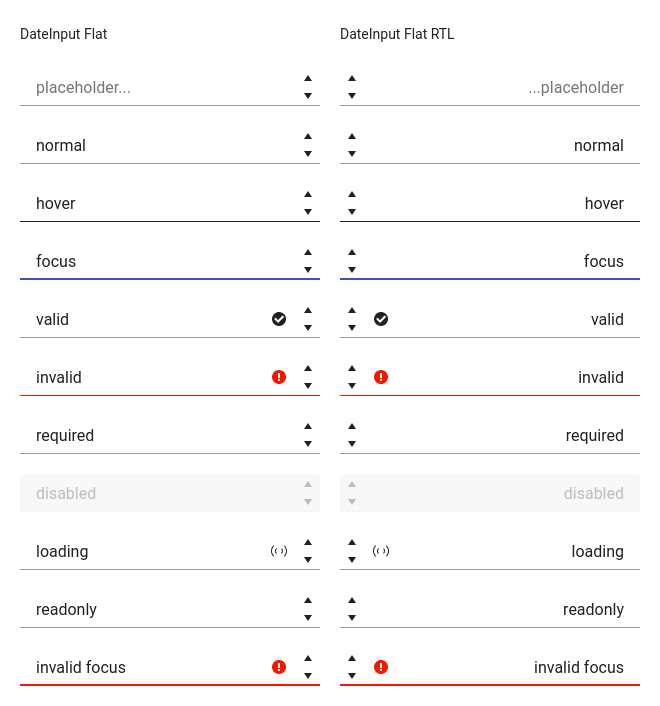 DateInput Flat
placeholder...
normal
hover
focus
valid
invalid
required
disabled
loading
readonly
invalid focus
DateInput Flat RTL
...placeholder
normal
hover
focus
valid
invalid
required
disabled
loading
readonly
invalid focus